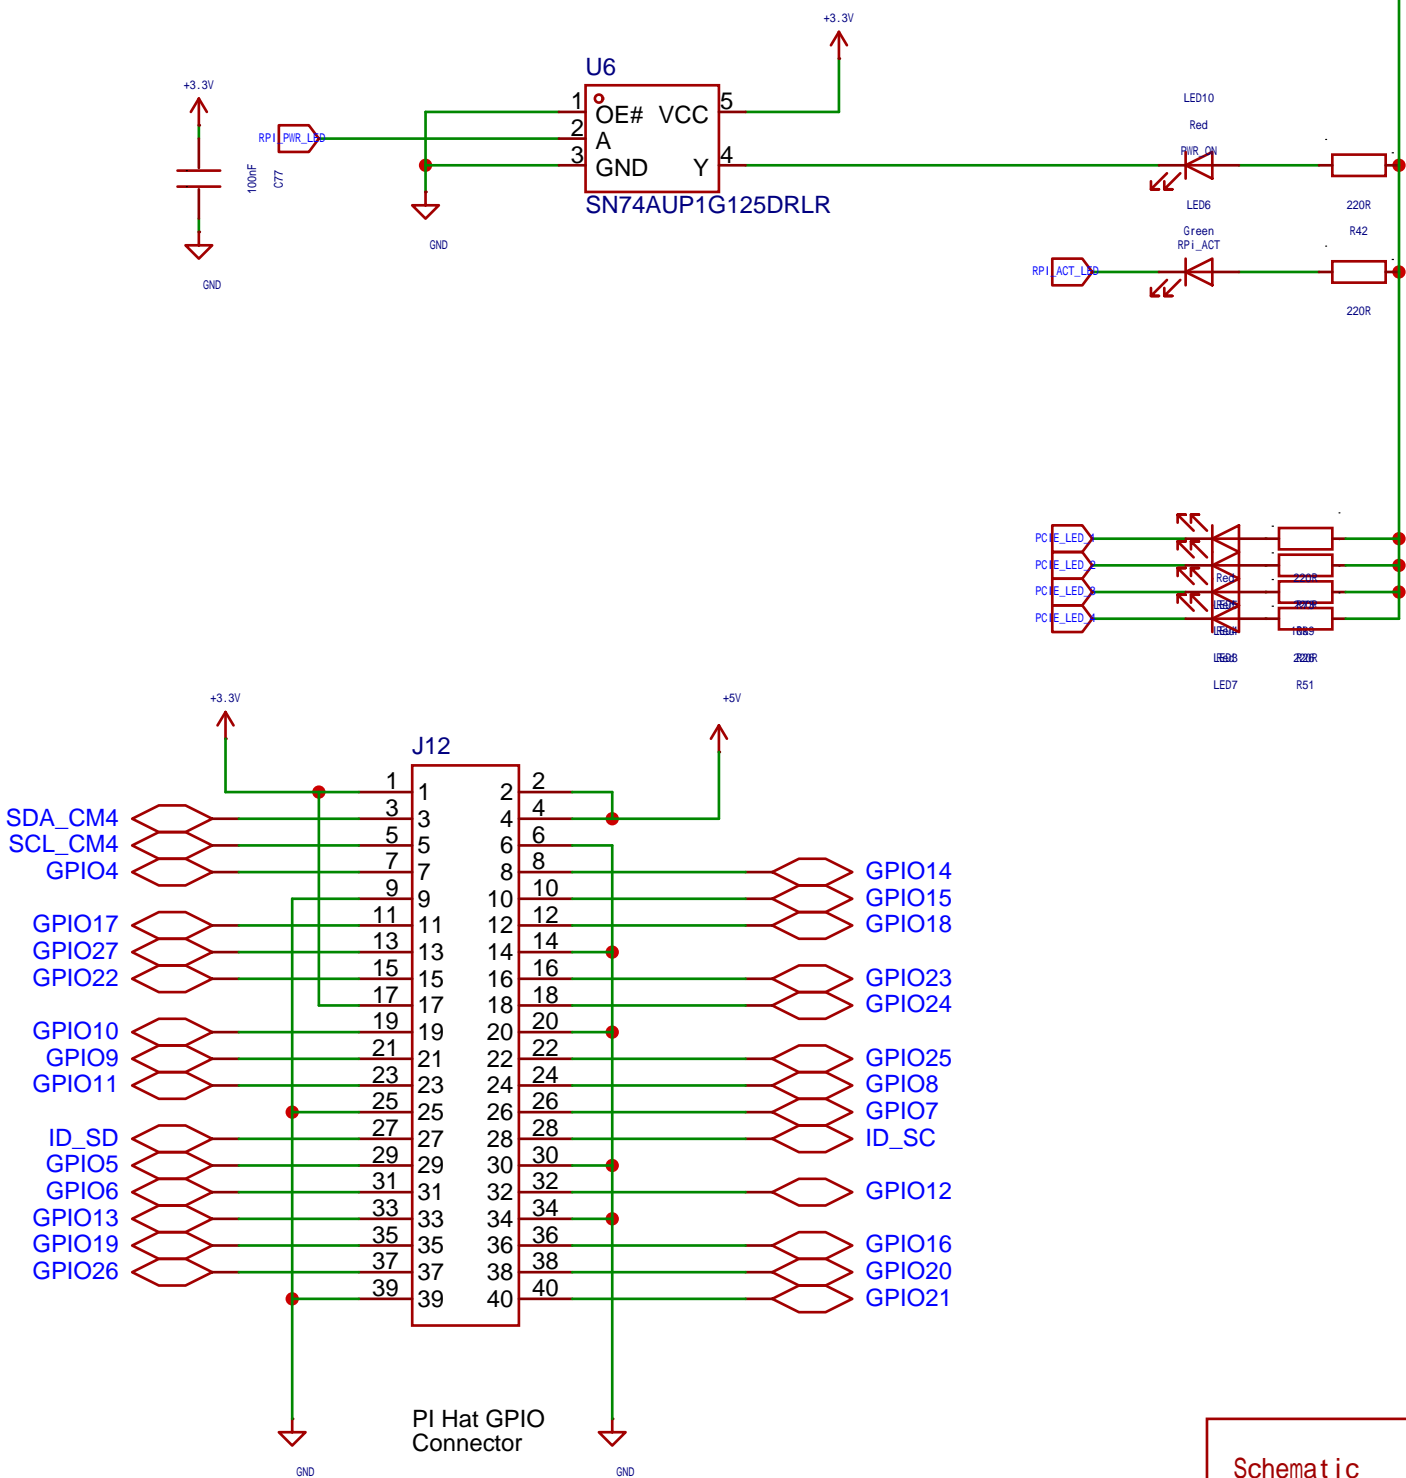 +3.3V
U6
+3.3V
1 OE# VCC 5
RPI_PWR_LED
2 A
3 GND Y 4
SN74AUP1G125DRLR
100nF
C77
GND
GND
LED10
Red
PWR_ON
220R
R42
LED6
Green
RPi_ACT
RPI_ACT_LED
220R
PCIE_LED_1
PCIE_LED_2
PCIE_LED_3
PCIE_LED_4
Red
220R
LED7
R51
+3.3V
+5V
J12
1 1 2 2
SDA_CM4 3 3 4 4
SCL_CM4 5 5 6 6
GPIO4 7 7 8 8 GPIO14
9 9 10 10 GPIO15
GPIO17 11 11 12 12 GPIO18
GPIO27 13 13 14 14
GPIO22 15 15 16 16 GPIO23
17 17 18 18 GPIO24
GPIO10 19 19 20 20
GPIO9 21 21 22 22 GPIO25
GPIO11 23 23 24 24 GPIO8
25 25 26 26 GPIO7
ID_SD 27 27 28 28 ID_SC
GPIO5 29 29 30 30
GPIO6 31 31 32 32 GPIO12
GPIO13 33 33 34 34
GPIO19 35 35 36 36 GPIO16
GPIO26 37 37 38 38 GPIO20
39 39 40 40 GPIO21
PI Hat GPIO
Connector
GND
GND
Schematic